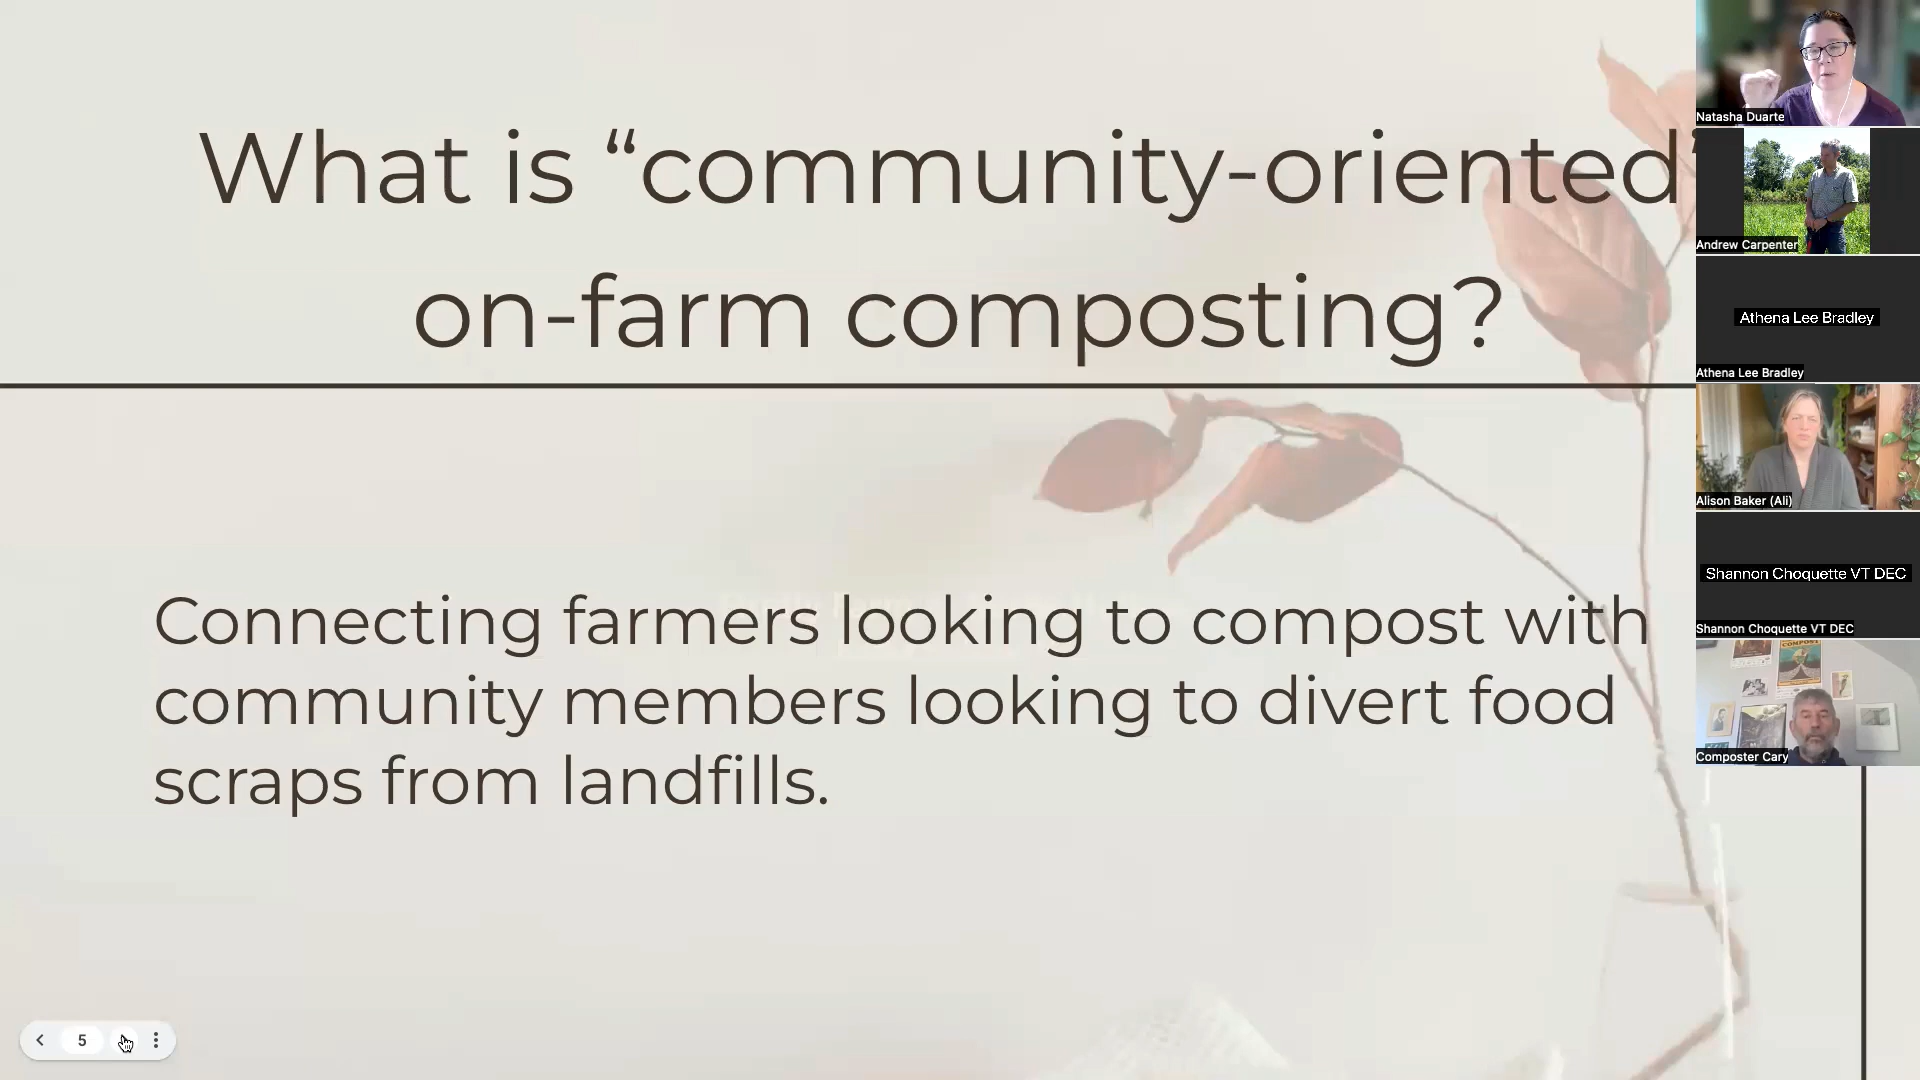 What is “community-oriented”
on-farm composting?
Connecting farmers looking to compost with
community members looking to divert food
scraps from landfills.
5
Natasha Duarte
Andrew Carpenter
Athena Lee Bradley
Athena Lee Bradley
Alison Baker (Ali)
Shannon Choquette VT DEC
Shannon Choquette VT DEC
COMPOST
Composter Cary